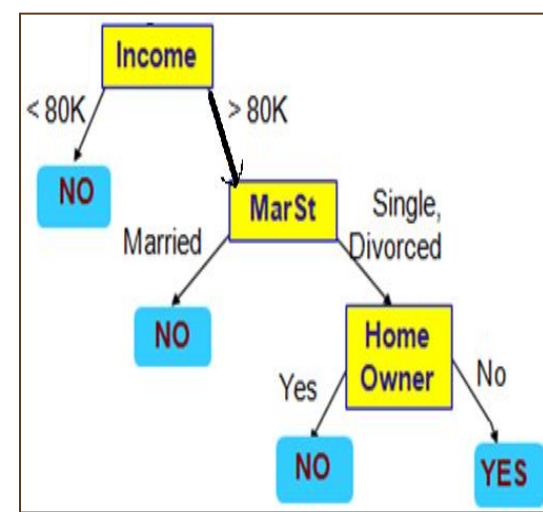 Income
< 80K
> 80K
NO
MarSt
Married
Single,
Divorced
NO
Home
Owner
Yes
No
NO
YES